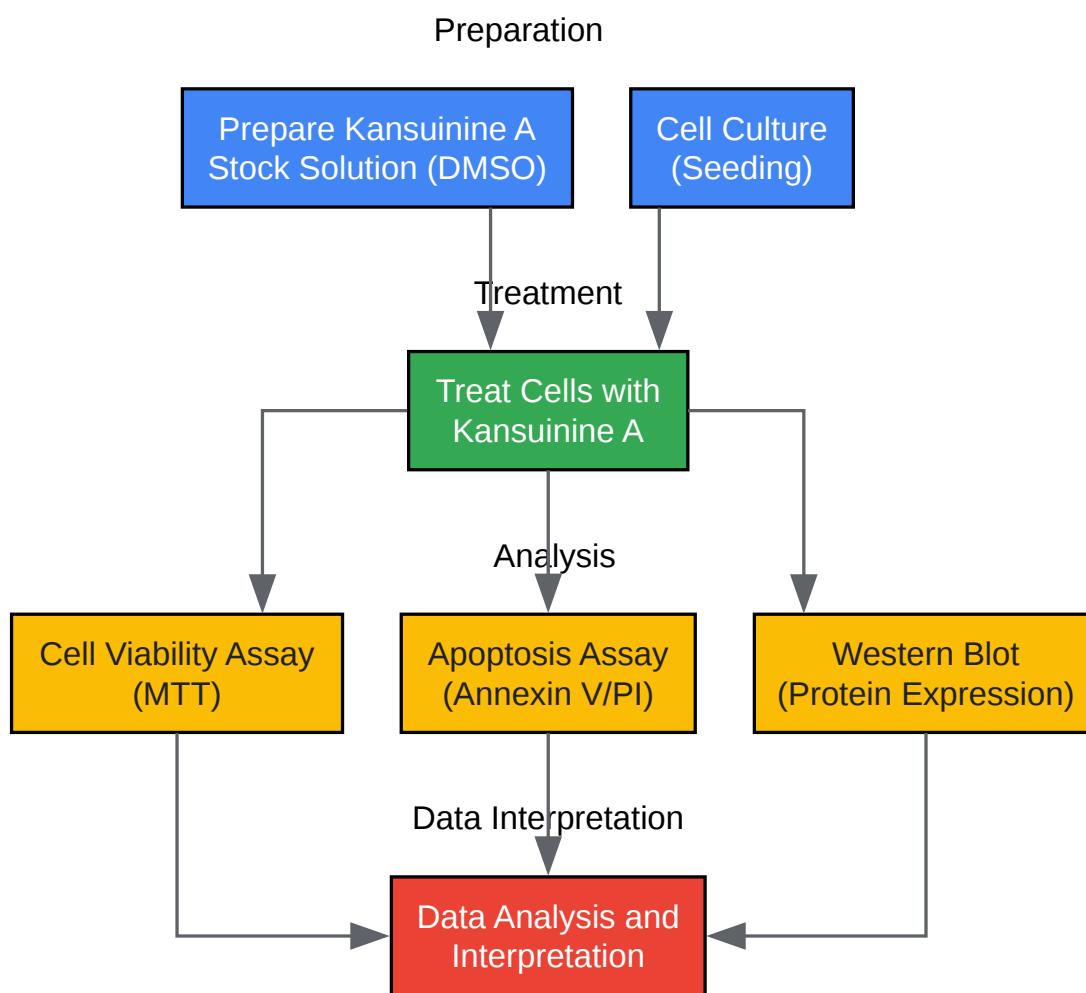 Preparation
Prepare Kansuinine A
Stock Solution (DMSO)
Cell Culture
(Seeding)
Treatment
Treat Cells with
Kansuinine A
Analysis
Cell Viability Assay
(MTT)
Apoptosis Assay
(Annexin V/PI)
Western Blot
(Protein Expression)
Data Interpretation
Data Analysis and
Interpretation